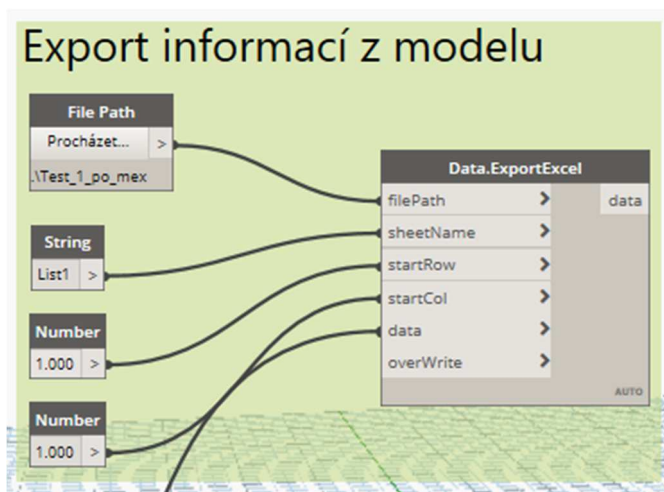 Export informací z modelu
File Path
Procházet... >
.\Test_1_po_mex
String
List1 >
Number
1.000 >
Number
1.000 >
Data.ExportExcel
filePath > data
sheetName >
startRow >
startCol >
data >
overWrite >
AUTO